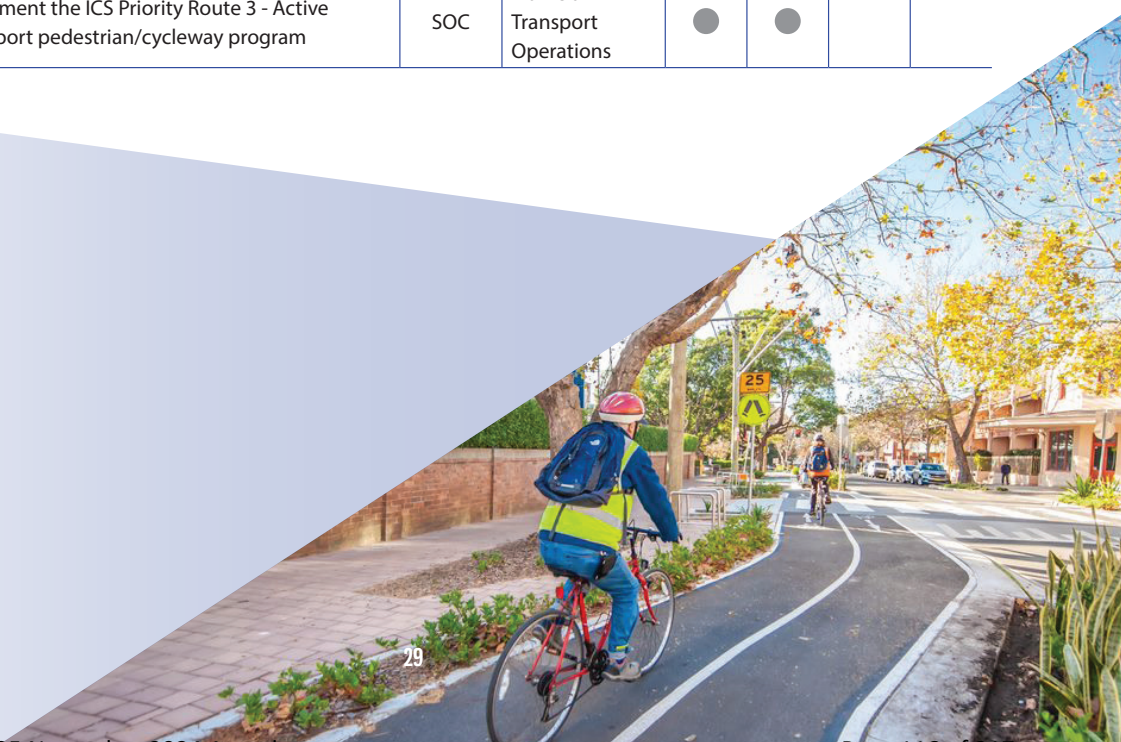 ment the ICS Priority Route 3 - Active
port pedestrian/cycleway program
SOC
Transport
Operations
25
29